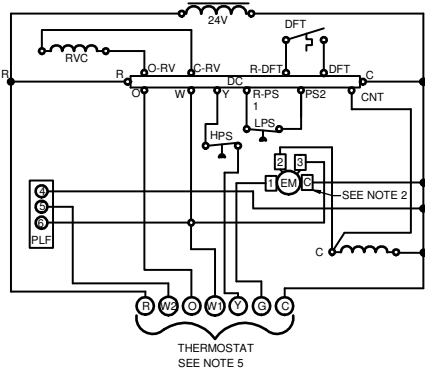 24V
DFT
RVC
O-RV C-RV R-DFT DFT
R R DC C
O W Y R-PS 1 PS2 CNT
LPS
HPS
2 3
1 EM C
SEE NOTE 2
4
5
6
PLF
C
R W2 O W1 Y G C
THERMOSTAT
SEE NOTE 5